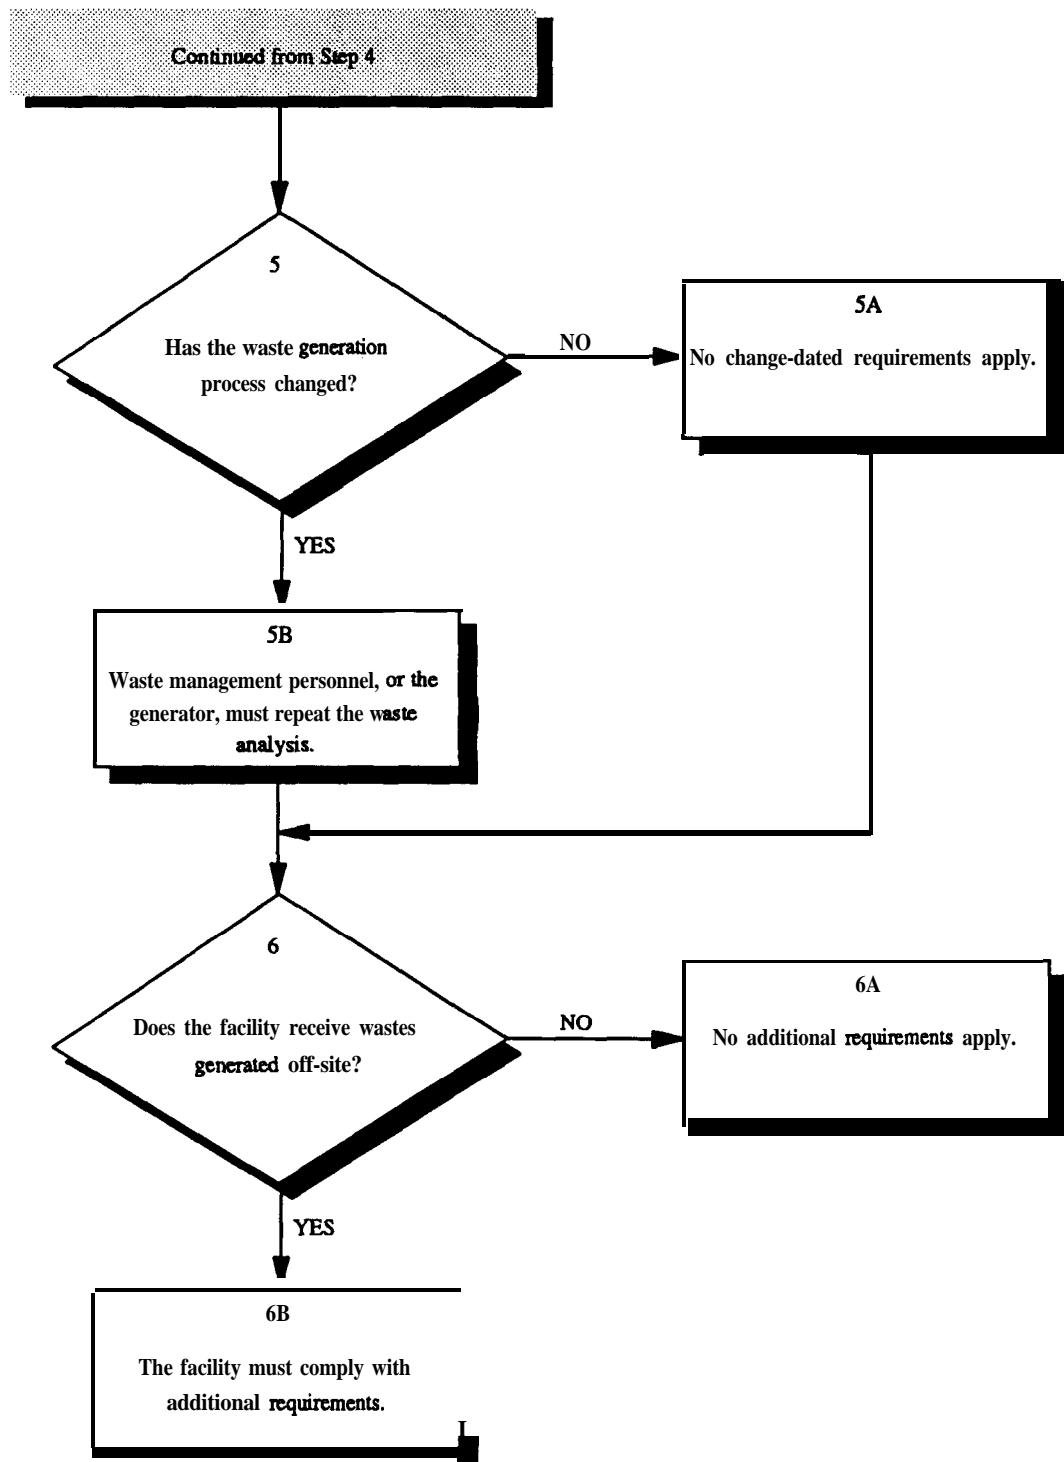 Continued from Step 4
5
Has the waste generation
process changed?
NO
5A
No change-dated requirements apply.
YES
5B
Waste management personnel, or the
generator, must repeat the waste
analysis.
6
Does the facility receive wastes
generated off-site?
NO
6A
No additional requirements apply.
YES
6B
The facility must comply with
additional requirements.